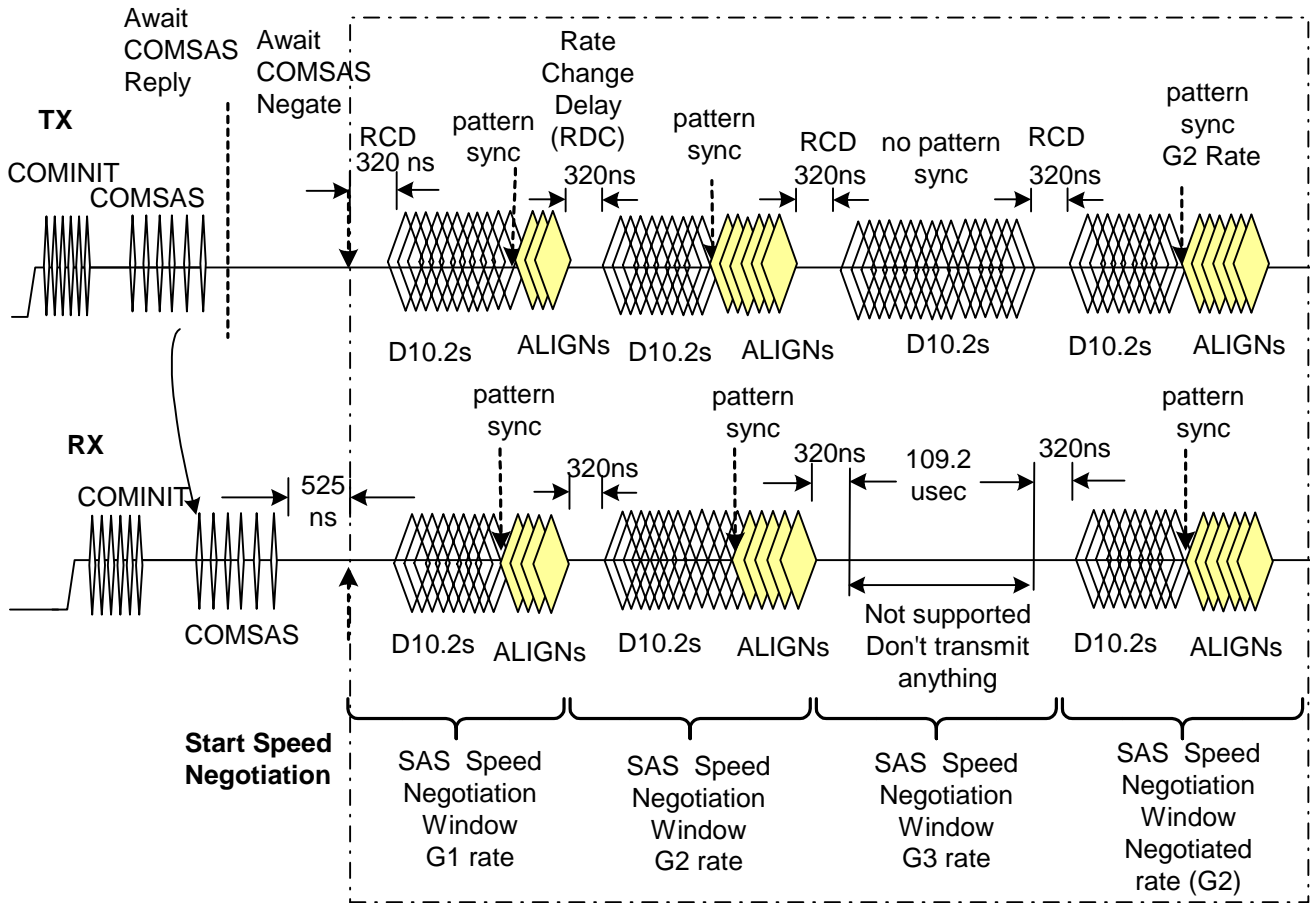 Await
COMSAS
Reply
Await
COMSAS
Negate
Rate
Change
Delay
(RDC)
TX
COMINIT
COMSAS
RCD
320 ns
pattern
sync
320ns
pattern
sync
RCD
320ns
no pattern
sync
RCD
320ns
pattern
sync
G2 Rate
D10.2s
ALIGNs
D10.2s
ALIGNs
D10.2s
D10.2s
ALIGNs
RX
COMINIT
COMSAS
525
ns
pattern
sync
320ns
pattern
sync
320ns
109.2
usec
320ns
pattern
sync
D10.2s
ALIGNs
D10.2s
ALIGNs
Not supported
Don't transmit
anything
D10.2s
ALIGNs
Start Speed
Negotiation
SAS Speed
Negotiation
Window
G1 rate
SAS Speed
Negotiation
Window
G2 rate
SAS Speed
Negotiation
Window
G3 rate
SAS Speed
Negotiation
Window
Negotiated
rate (G2)